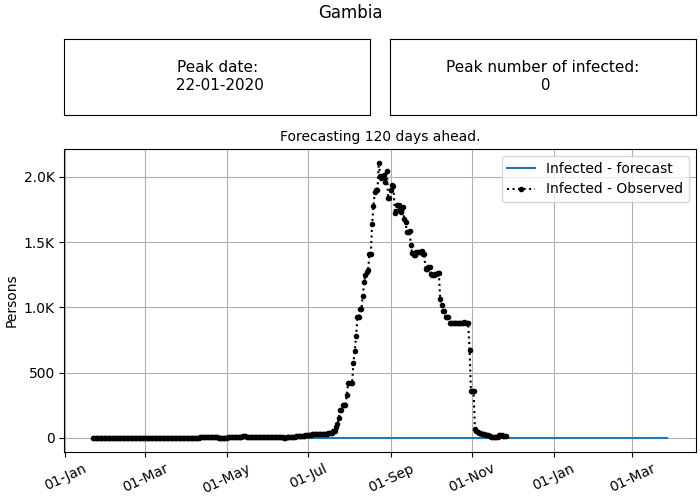 Gambia
Peak date:
22-01-2020
Peak number of infected:
0
Forecasting 120 days ahead.
Infected - forecast
Infected - Observed
2.0K
1.5K
1.0K
500
0
Persons
01-Jan
01-Mar
01-May
01-Jul
01-Sep
01-Nov
01-Jan
01-Mar